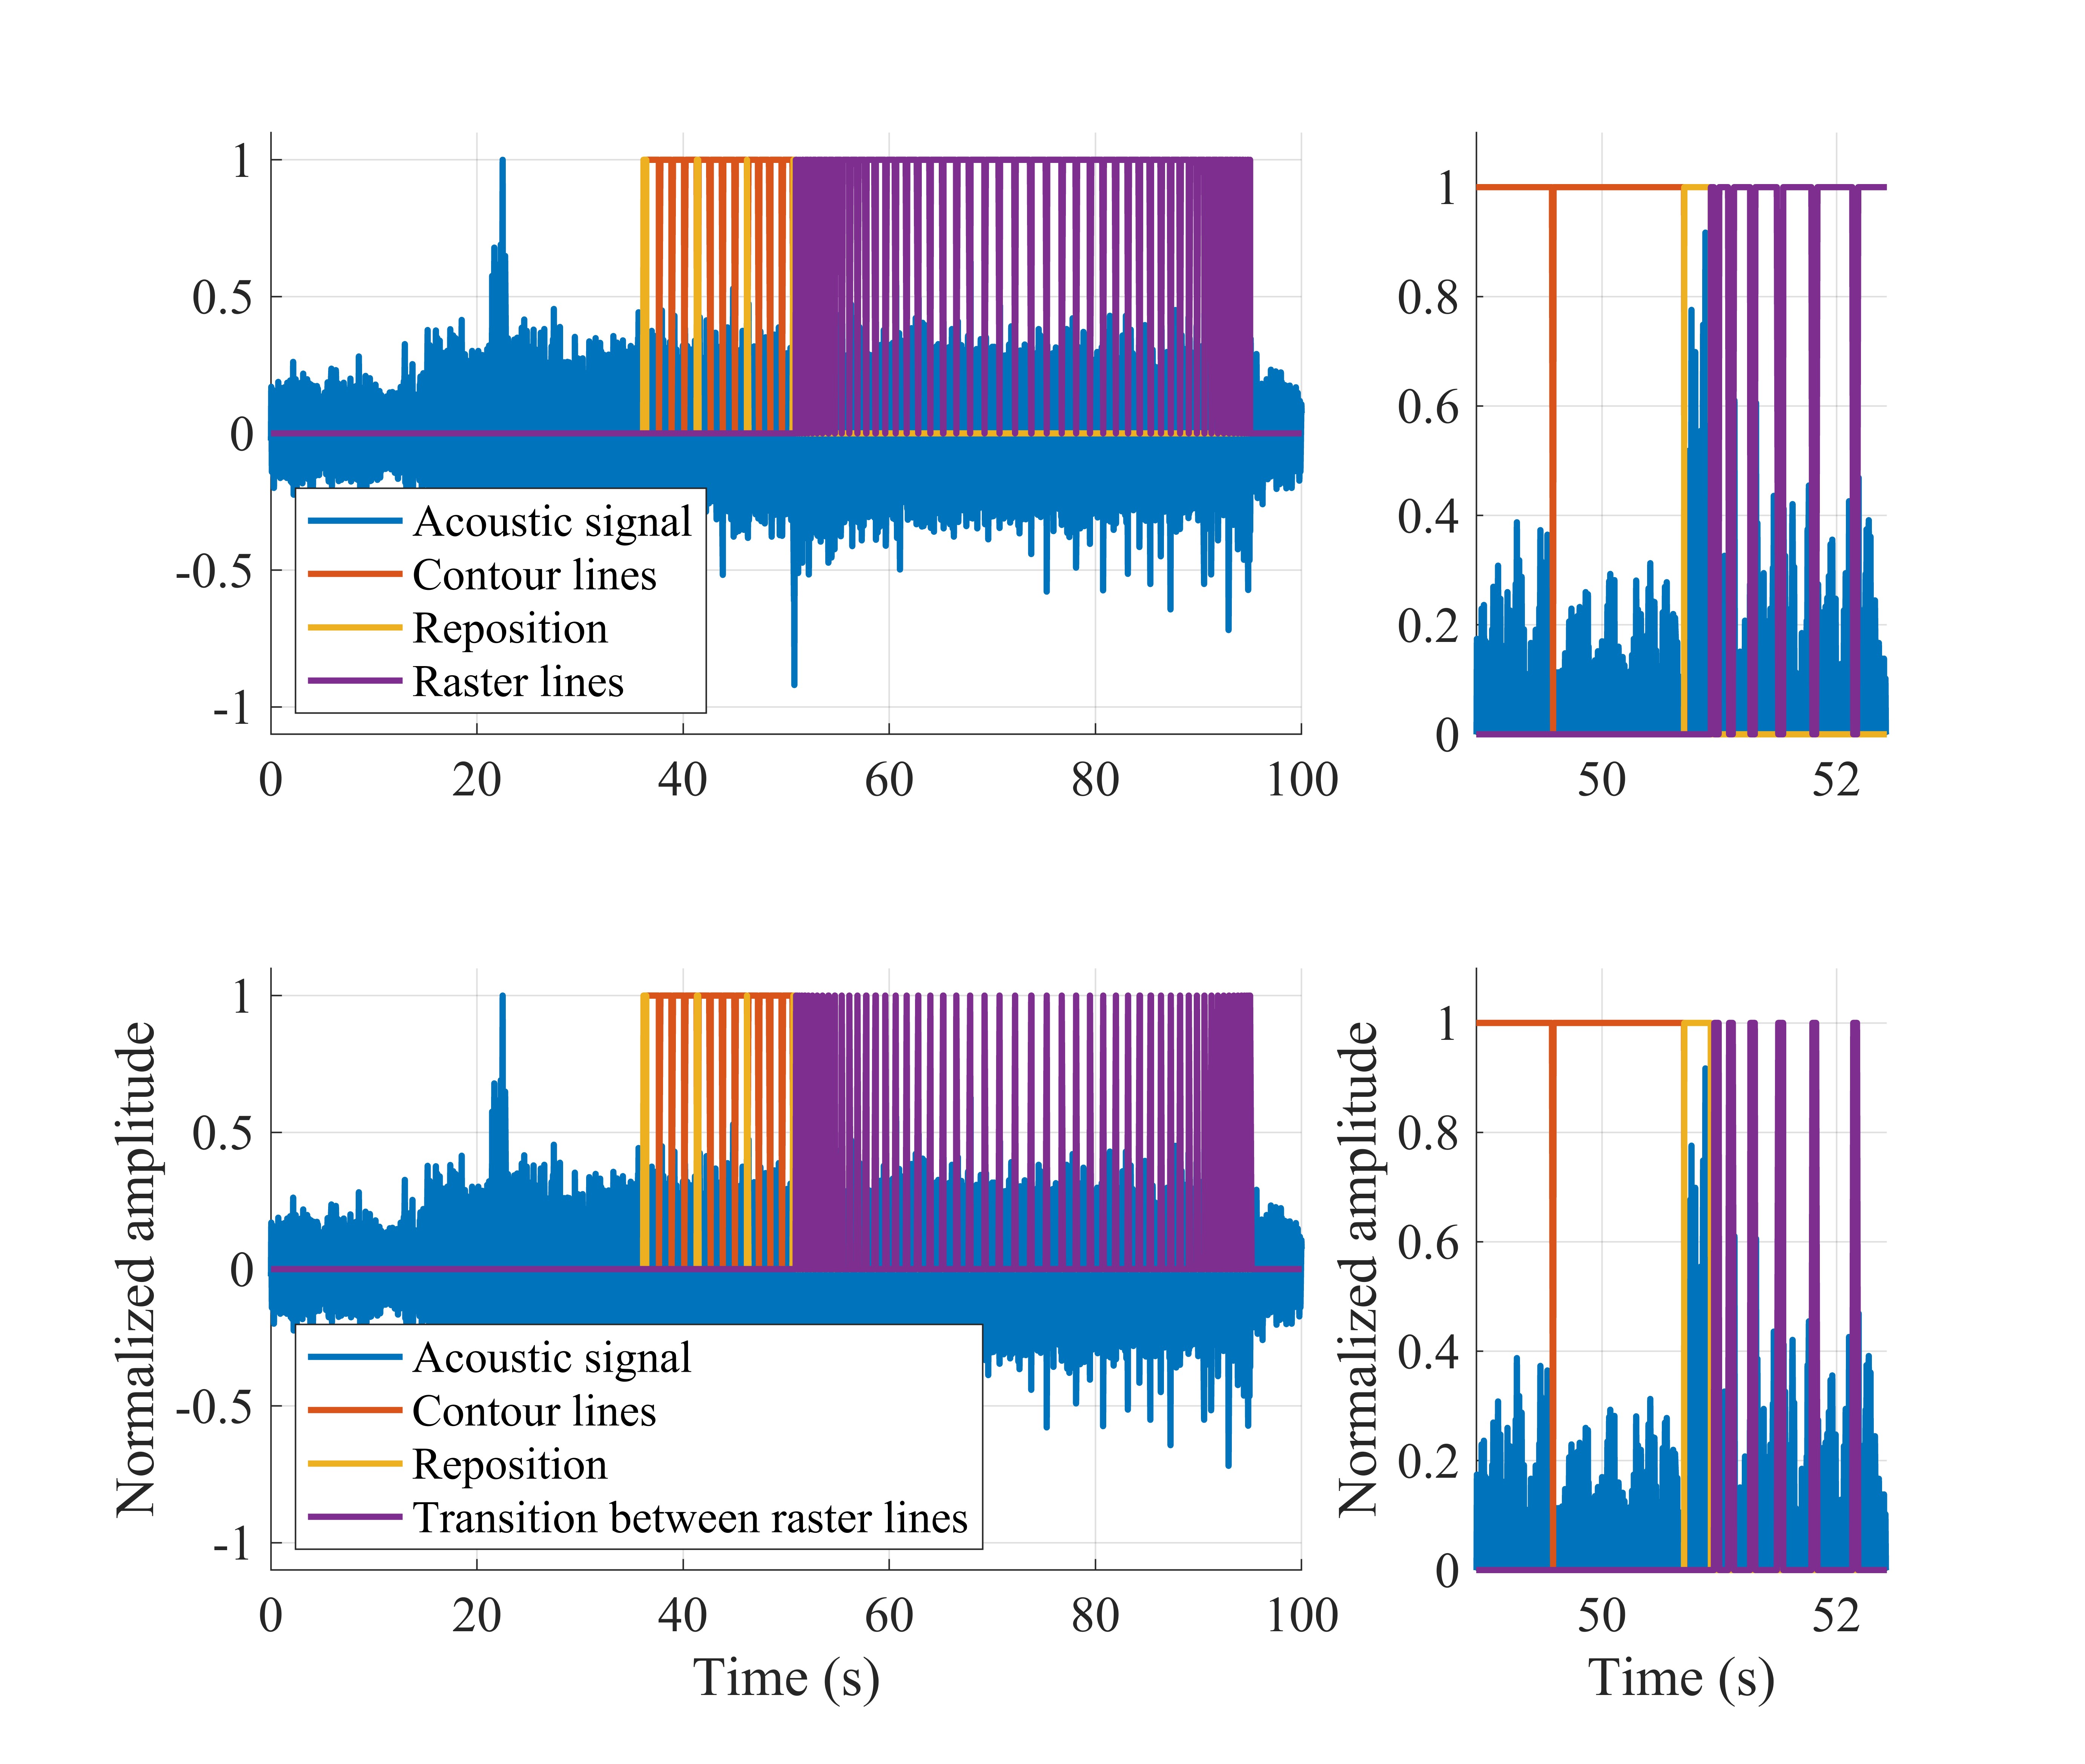 1
0.5
0
-0.5
-1
Acoustic signal
Contour lines
Reposition
Raster lines
0 20 40 60 80 100
1
0.8
0.6
0.4
0.2
0
50 52
Normalized amplitude
1
0.5
0
-0.5
-1
Acoustic signal
Contour lines
Reposition
Transition between raster lines
0 20 40 60 80 100
Time (s)
Normalized amplitude
1
0.8
0.6
0.4
0.2
0
50 52
Time (s)